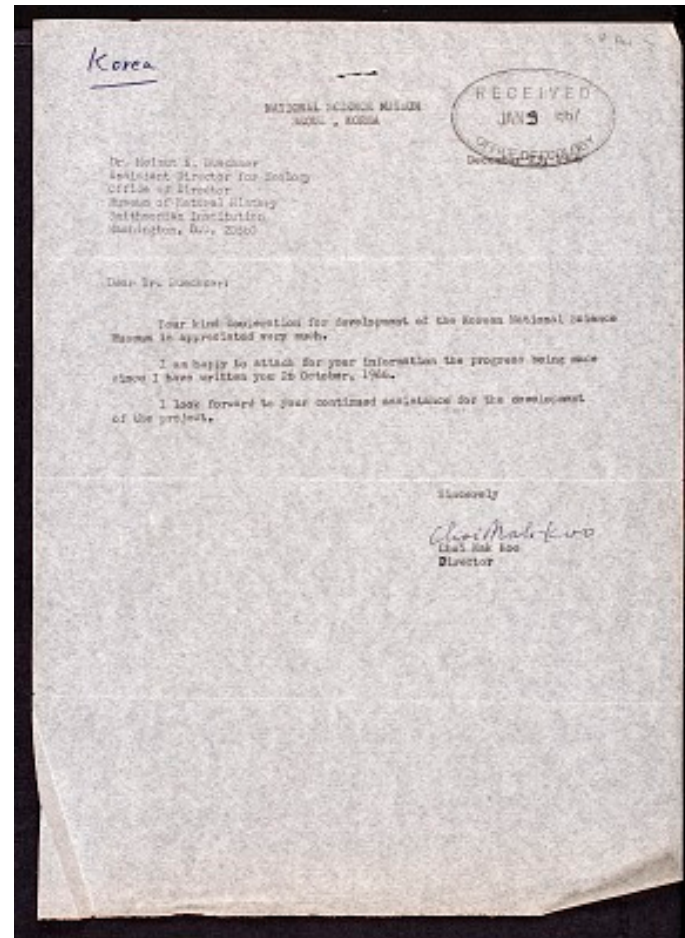 Korea
NATIONAL SCIENCE MUSEUM
SEOUL , KOREA
RECEIVED
JAN 9 1967
OFFICE OF ECOLOGY
December
Dr. Helmut K. Buechner
Assistant Director for Ecology
Office of Director
Museum of Natural History
Smithsonian Institution
Washington, D.C. 20560
Dear Dr. Buechner:
Your kind for development of the Korean National Science
Museum is appreciated very much.
I am happy to attach for your information the progress being made
since I have written you 26 October, 1966.
I look forward to your continued assistance for the development
of the project.
Sincerely
Choi Mak Koo
Director